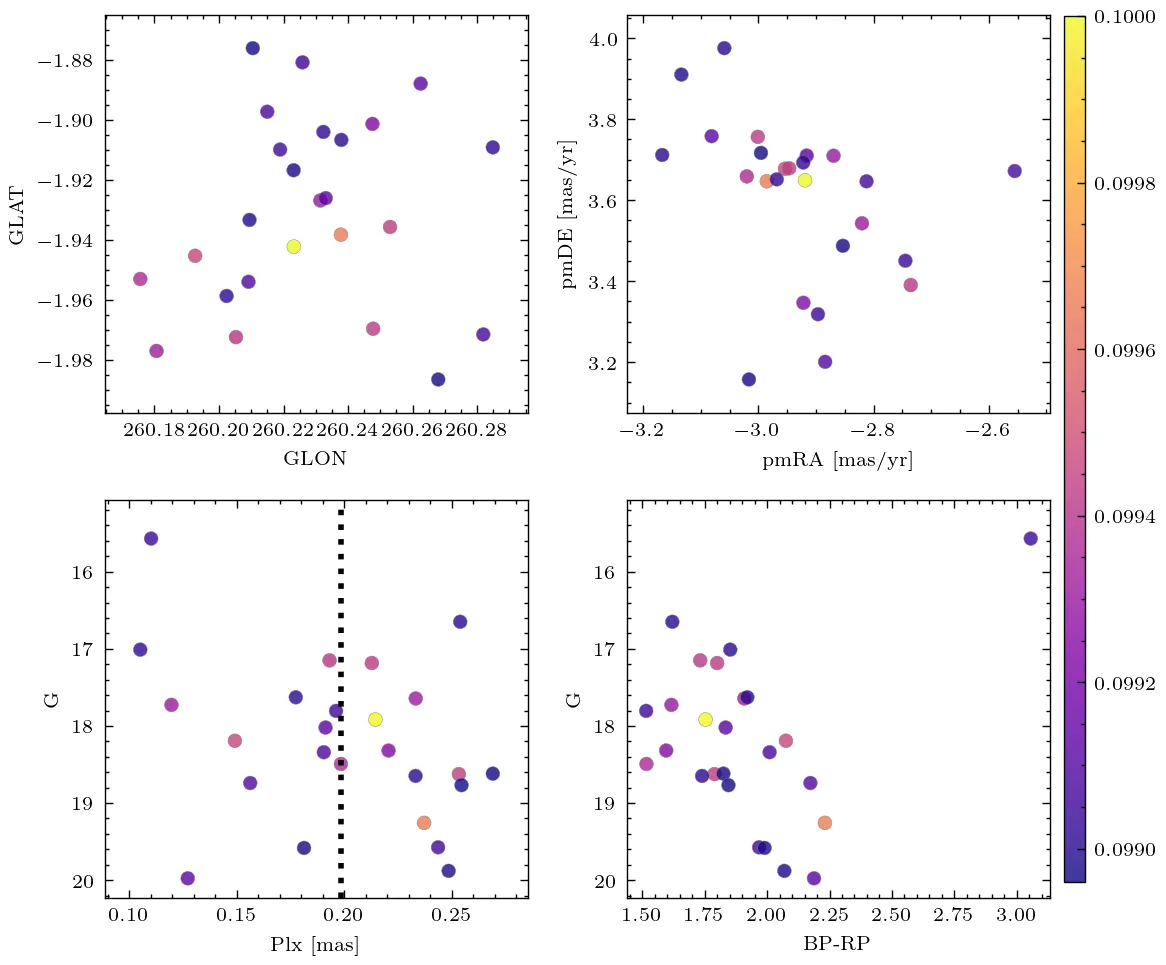 −1.88
−1.90
−1.92
−1.94
−1.96
−1.98
GLAT
260.18 260.20 260.22 260.24 260.26 260.28
GLON
4.0
3.8
3.6
3.4
3.2
pmDE [mas/yr]
−3.2 −3.0 −2.8 −2.6
pmRA [mas/yr]
0.1000
0.0998
0.0996
0.0994
0.0992
0.0990
16
17
18
19
20
G
0.10 0.15 0.20 0.25
Plx [mas]
16
17
18
19
20
G
1.50 1.75 2.00 2.25 2.50 2.75 3.00
BP-RP